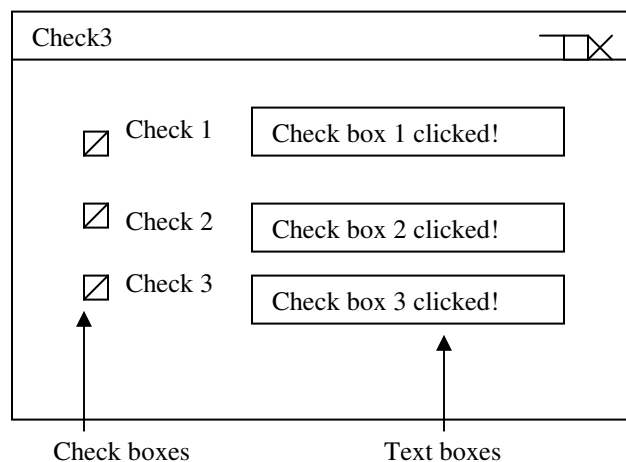 Check3
Check 1 Check box 1 clicked!
Check 2 Check box 2 clicked!
Check 3 Check box 3 clicked!
Check boxes Text boxes